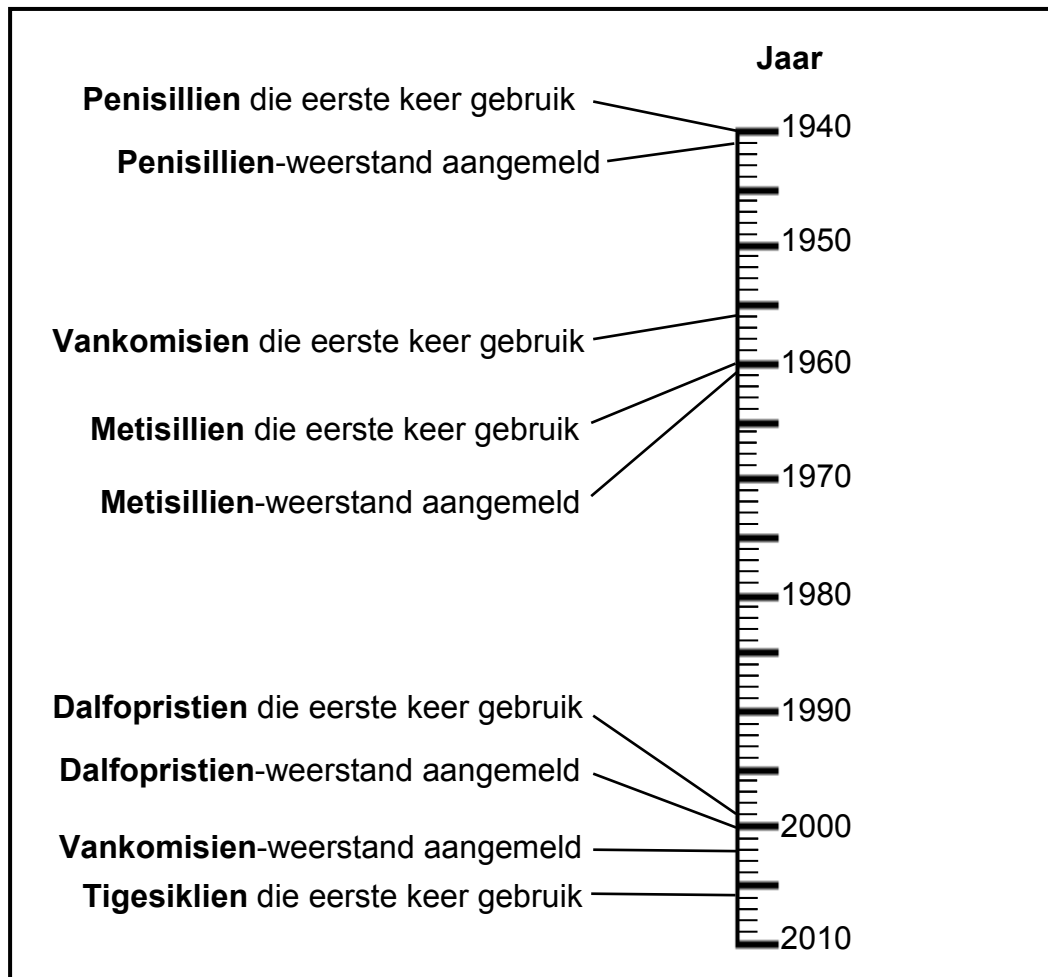 Jaar
Penisillien die eerste keer gebruik
1940
Penisillien-weerstand aangemeld
1950
Vankomisien die eerste keer gebruik
1960
Metisillien die eerste keer gebruik
1970
Metisillien-weerstand aangemeld
1980
Dalfopristien die eerste keer gebruik
1990
Dalfopristien-weerstand aangemeld
2000
Vankomisien-weerstand aangemeld
Tigesiklien die eerste keer gebruik
2010